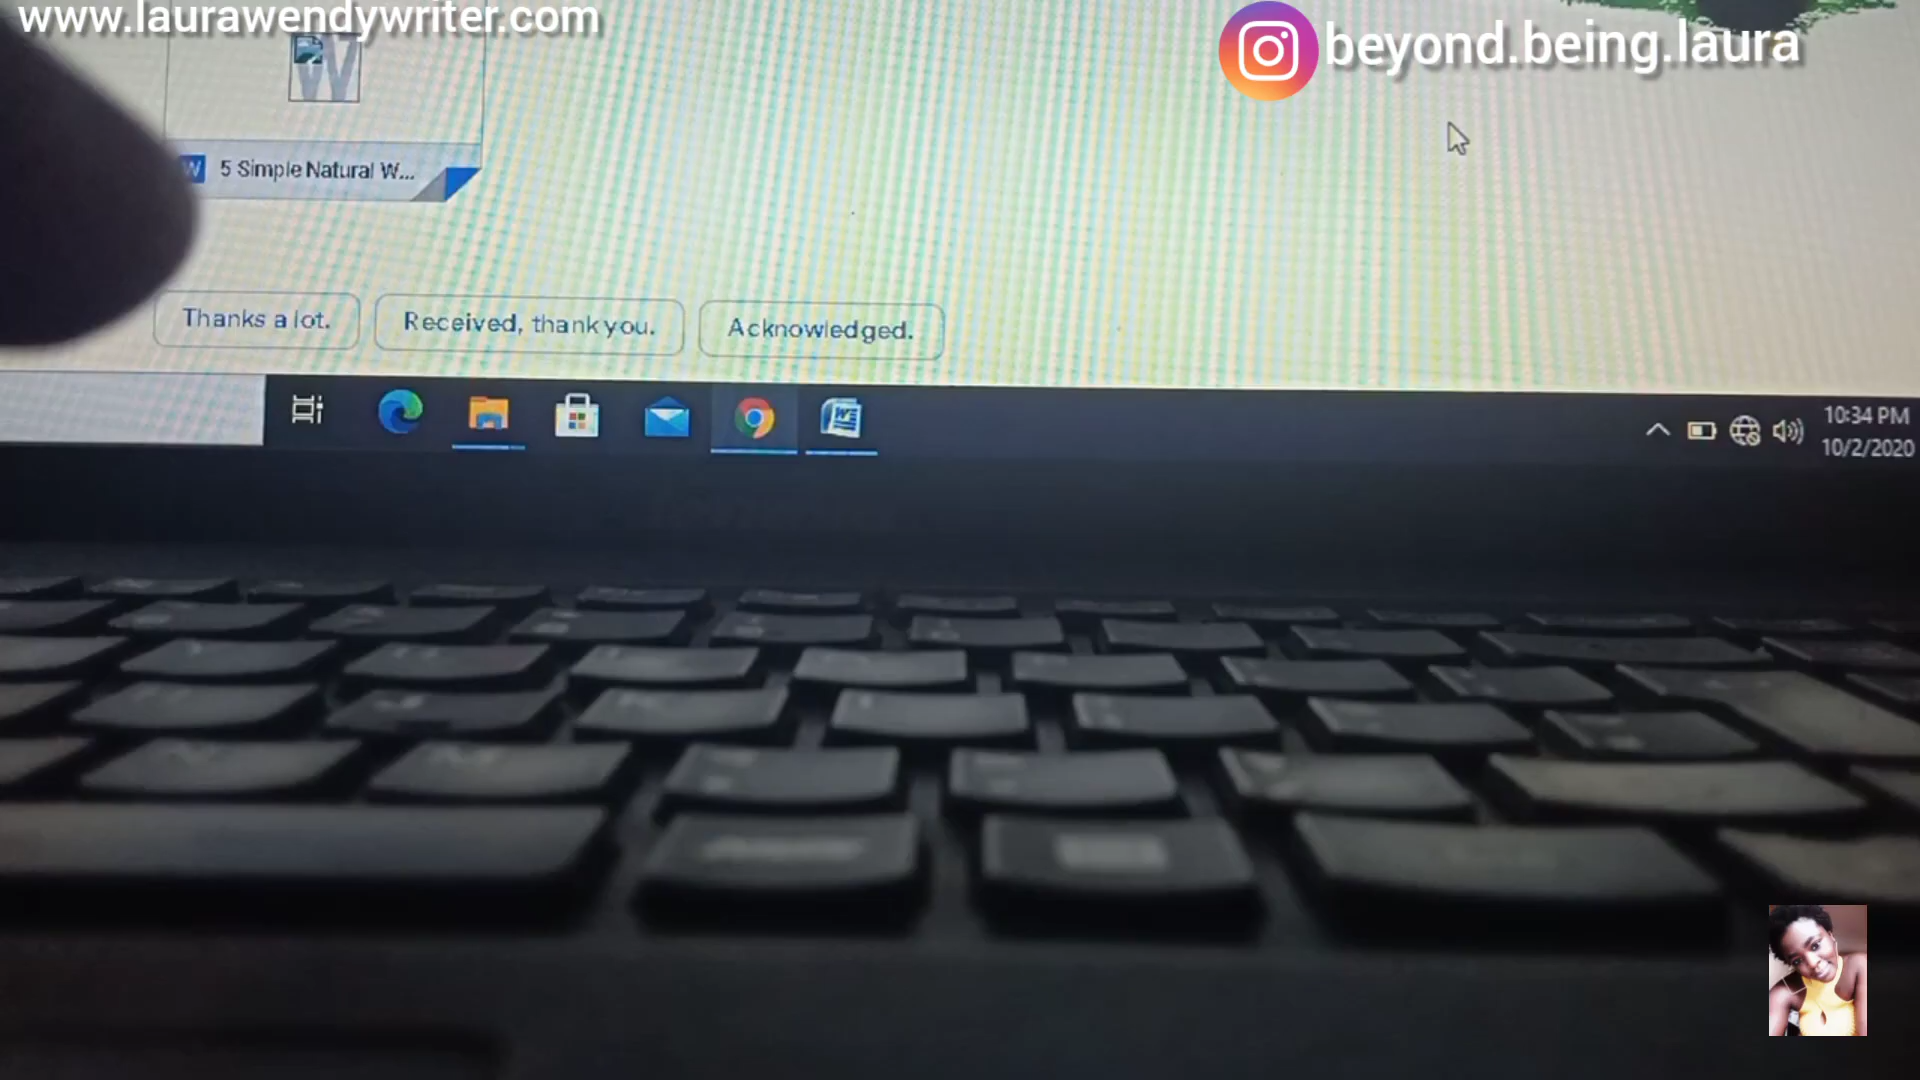 www.laurawendywriter.com
beyond.being.laura
W
W 5 Simple Natural W...
Thanks a lot. Received, thank you. Acknowledged.
10:34 PM
10/2/2020